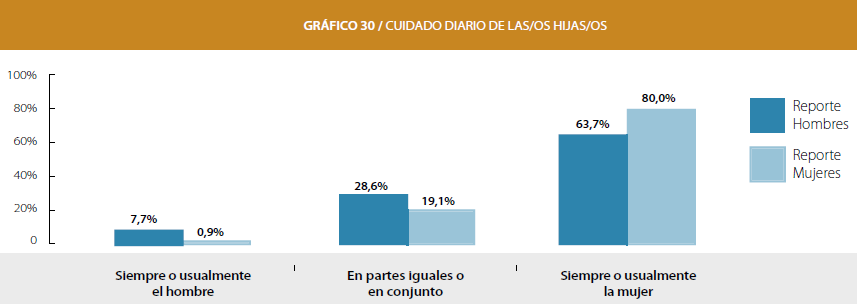 GRÁFICO 30 / CUIDADO DIARIO DE LAS/OS HIJAS/OS
100%
80%
60%
40%
20%
0
7,7%
0,9%
28,6%
19,1%
63,7%
80,0%
Siempre o usualmente
el hombre
En partes iguales o
en conjunto
Siempre o usualmente
la mujer
Reporte
Hombres
Reporte
Mujeres